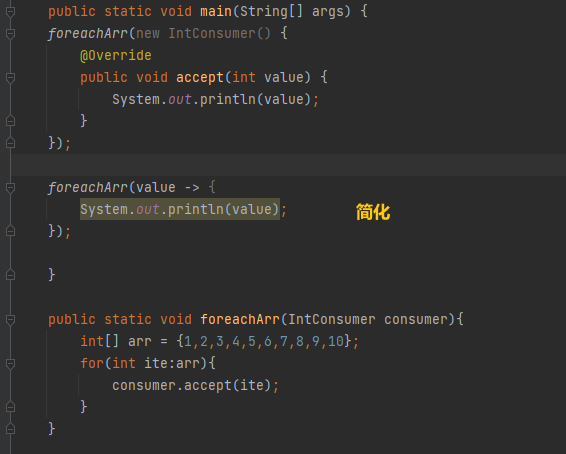 public static void main(String[] args) {
foreachArr(new IntConsumer() {
@Override
public void accept(int value) {
System.out.println(value);
}
});
foreachArr(value -> {
System.out.println(value); 简化
});
}
public static void foreachArr(IntConsumer consumer){
int[] arr = {1,2,3,4,5,6,7,8,9,10};
for(int ite:arr){
consumer.accept(ite);
}
}